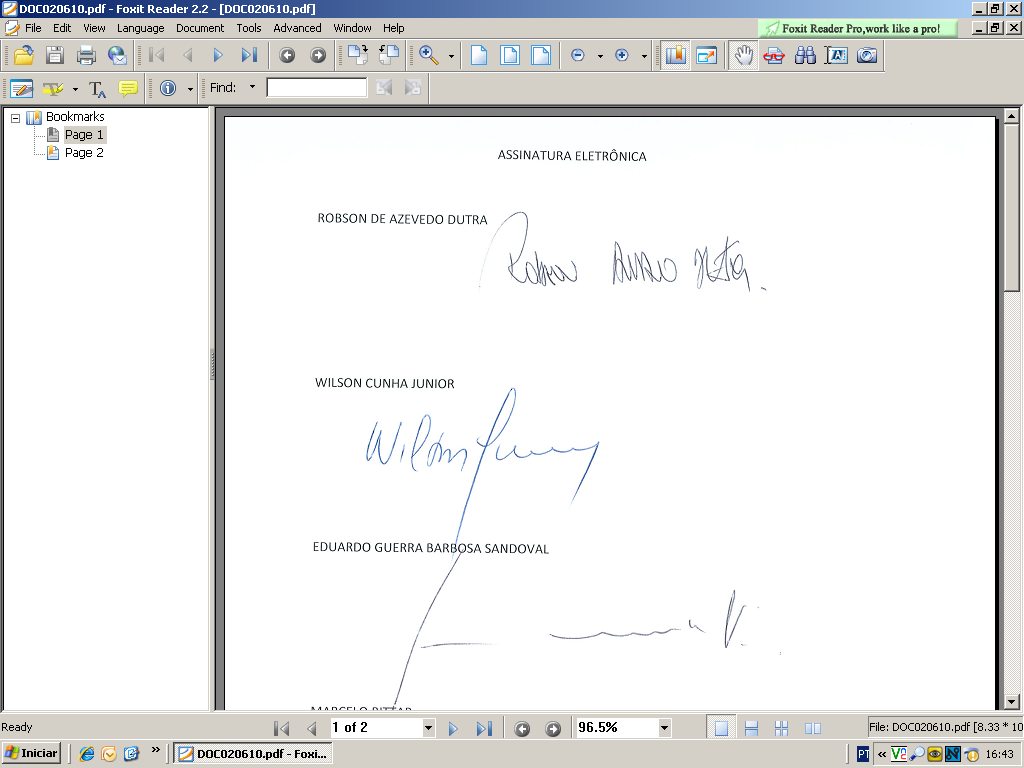 DOC020610.pdf - Foxit Reader 2.2 - [DOC020610.pdf]
File Edit View Language Document Tools Advanced Window Help
Foxit Reader Pro,work like a pro!
Find:
Bookmarks
Page 1
Page 2
ASSINATURA ELETRÔNICA
ROBSON DE AZEVEDO DUTRA
WILSON CUNHA JUNIOR
Wilson
EDUARDO GUERRA BARBOSA SANDOVAL
MARCELO BITTAR
Ready
1 of 2
96.5%
File: DOC020610.pdf [8.33 * 10
Iniciar
»
DOC020610.pdf - Foxi...
PT
«
16:43